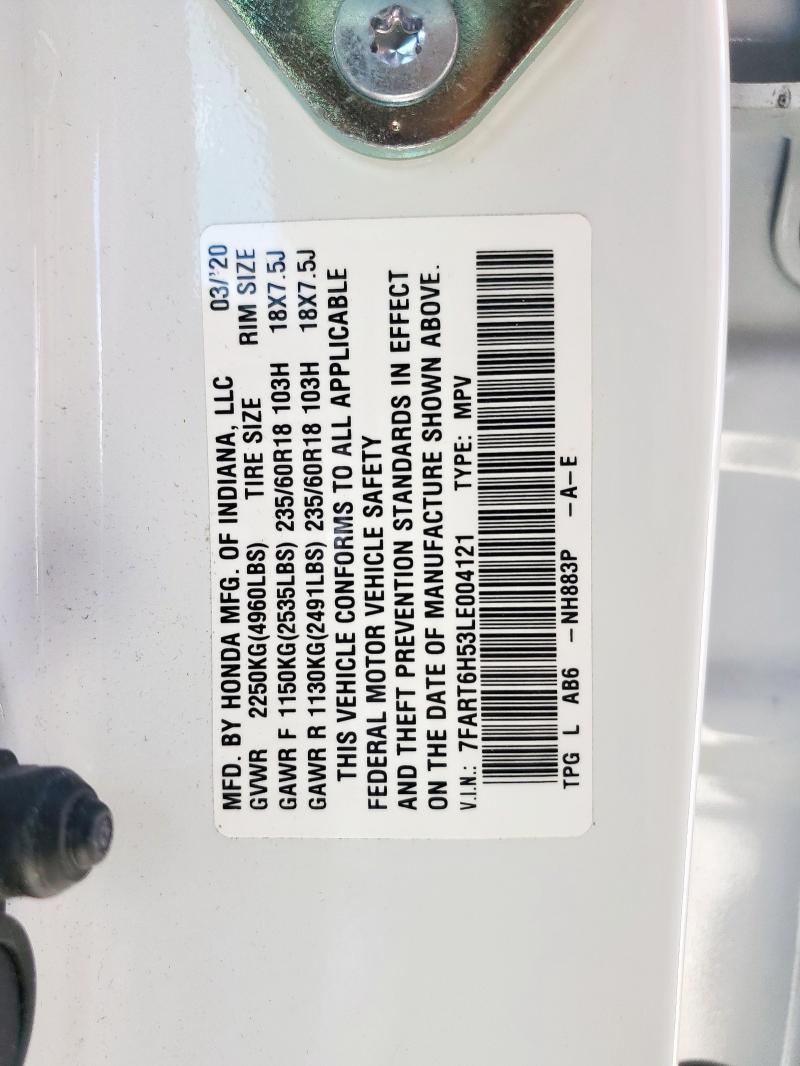 MFD. BY HONDA MFG. OF INDIANA, LLC 03/'20
GVWR 2250KG(4960LBS) TIRE SIZE RIM SIZE
GAWR F 1150KG(2535LBS) 235/60R18 103H 18X7.5J
GAWR R 1130KG(2491LBS) 235/60R18 103H 18X7.5J
THIS VEHICLE CONFORMS TO ALL APPLICABLE
FEDERAL MOTOR VEHICLE SAFETY
AND THEFT PREVENTION STANDARDS IN EFFECT
ON THE DATE OF MANUFACTURE SHOWN ABOVE.
V.I.N.: 7FART6H53LE004121 TYPE: MPV
TPG L AB6 -NH883P -A-E